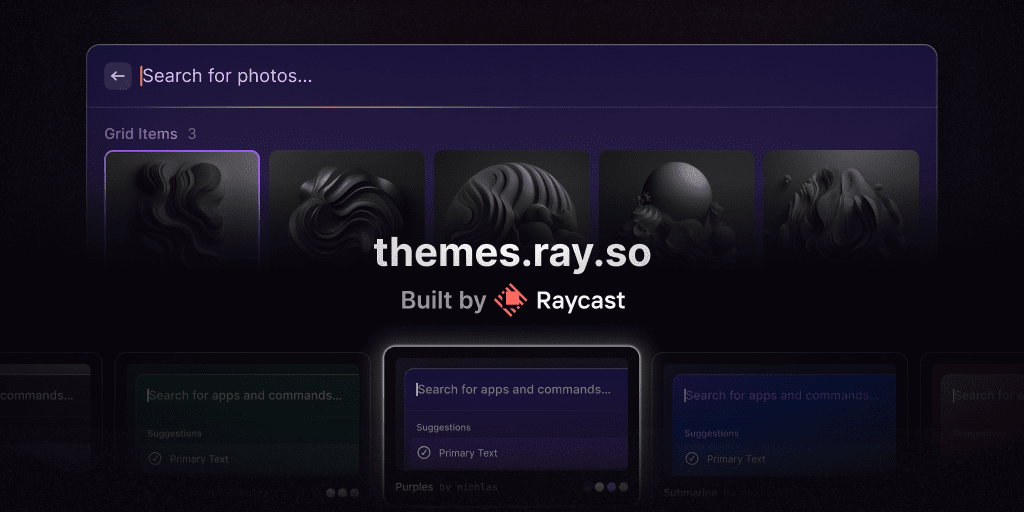 Search for photos...
Grid Items 3
themes.ray.so
Built by Raycast
commands...
Search for apps and commands...
Suggestions
Primary Text
Search for apps and commands...
Suggestions
Primary Text
Purples by nichlas
Search for apps and commands...
Suggestions
Primary Text
Submarine
Search for a
Suggestions